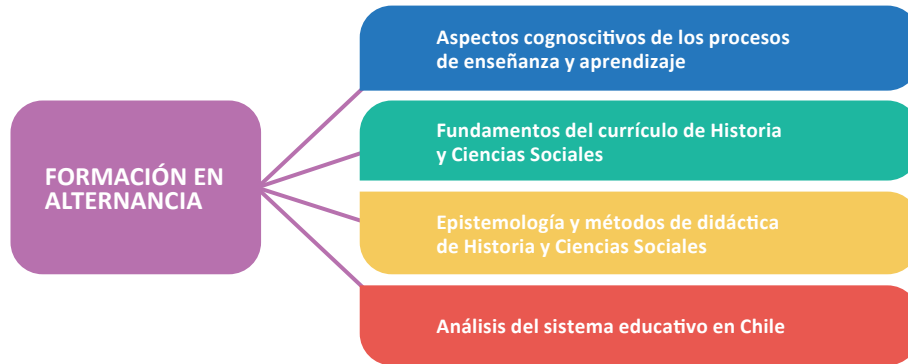 FORMACIÓN EN
ALTERNANCIA
Aspectos cognoscitivos de los procesos
de enseñanza y aprendizaje
Fundamentos del currículo de Historia
y Ciencias Sociales
Epistemología y métodos de didáctica
de Historia y Ciencias Sociales
Análisis del sistema educativo en Chile